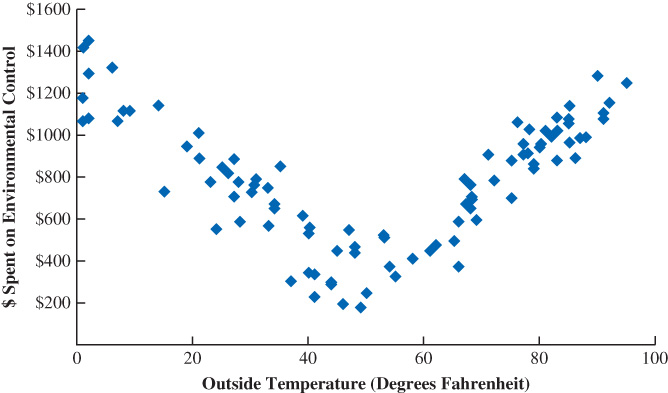 $1600
$1400
$1200
$1000
$800
$600
$400
$200
$ Spent on Environmental Control
0 20 40 60 80 100
Outside Temperature (Degrees Fahrenheit)